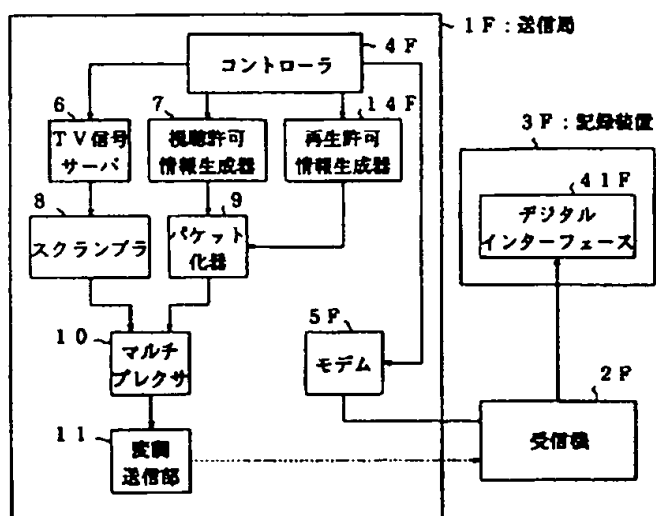 1F:送信局
4F
コントローラ
6
TV信号
サーバ
7
視聴許可
情報生成器
14F
再生許可
情報生成器
3F:記録装置
41F
デジタル
インターフェース
8
スクランブラ
9
パケット
化器
10
マルチ
プレクサ
5F
モデム
2F
受信機
11
変調
送信部